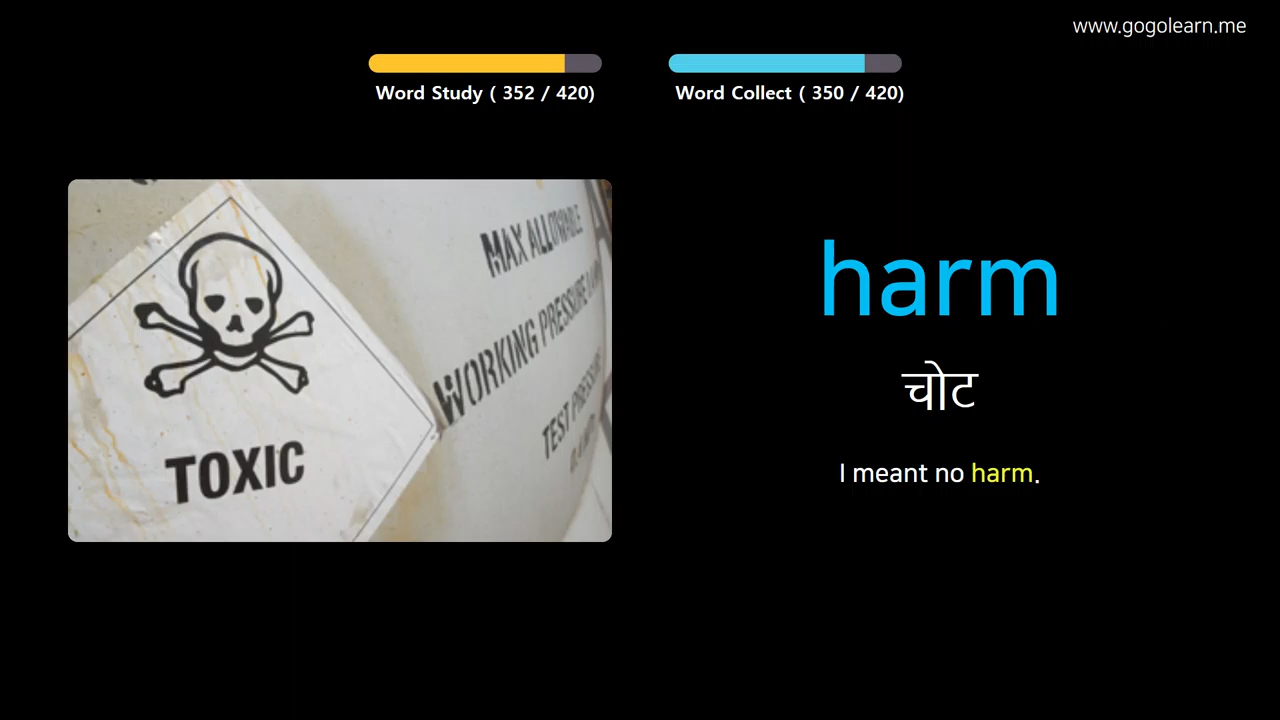 www.gogolearn.me
Word Study ( 352 / 420)
Word Collect ( 350 / 420)
TOXIC
MAX ALLOWABLE
WORKING PRESSURE
TEST PRESSURE
harm
चोट
I meant no harm.